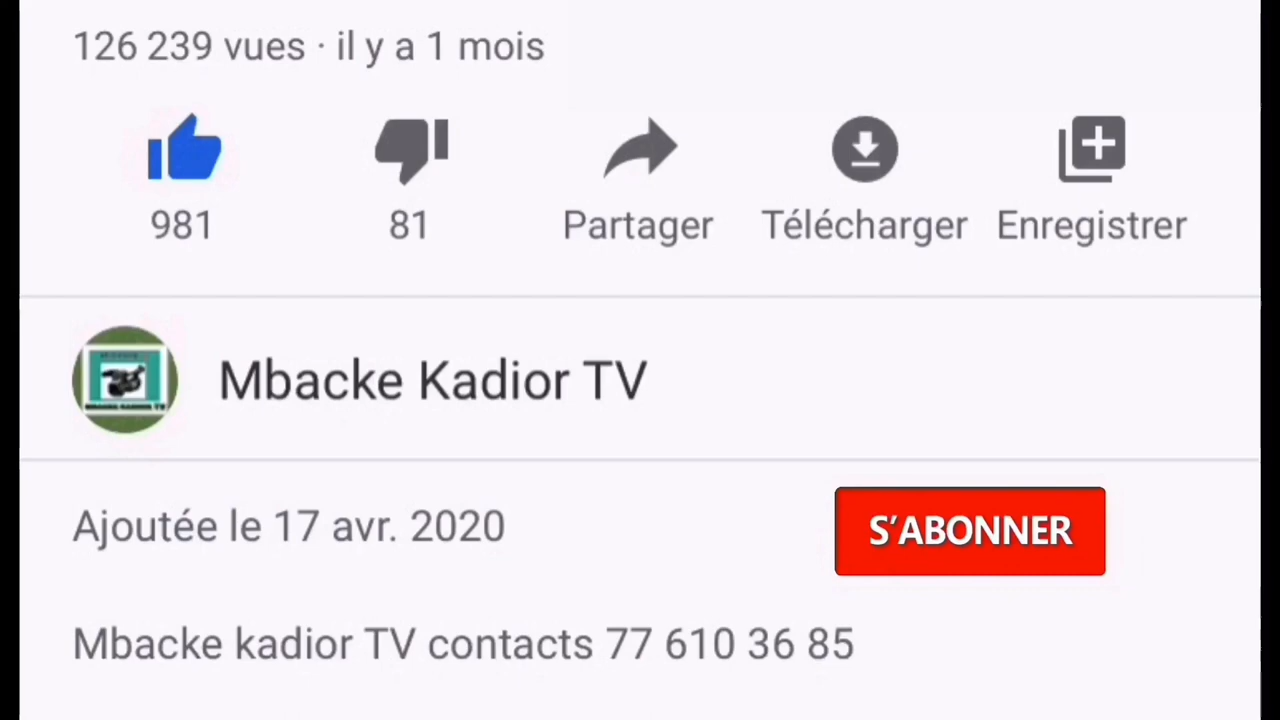 126 239 vues · il y a 1 mois
981 81 Partager Télécharger Enregistrer
Mbacke Kadior TV
Ajoutée le 17 avr. 2020
S'ABONNER
Mbacke kadior TV contacts 77 610 36 85